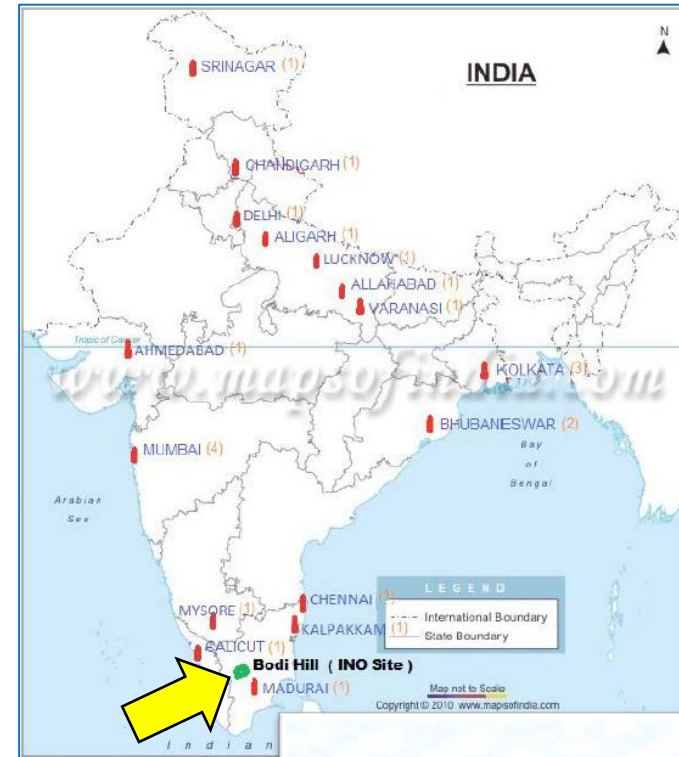 N
INDIA
SRINAGAR (1)
CHANDIGARH (1)
DELHI (1)
ALIGARH (1)
LUCKNOW (1)
ALLAHABAD (1)
VARANASI (1)
Tropic of Cancer
AHMEDABAD (1)
KOLKATA (3)
www.mapsofindia.com
BHUBANESWAR (2)
MUMBAI (4)
Bay
of
Bengal
Arabian
Sea
LEGEND
International Boundary
State Boundary
CHENNAI (1)
MYSORE (1)
KALPAKKAM (1)
CALICUT (1)
Bodi Hill ( INO Site )
MADURAI (1)
Map not to Scale
Copyright © 2010 www.mapsofindia.com
Indian